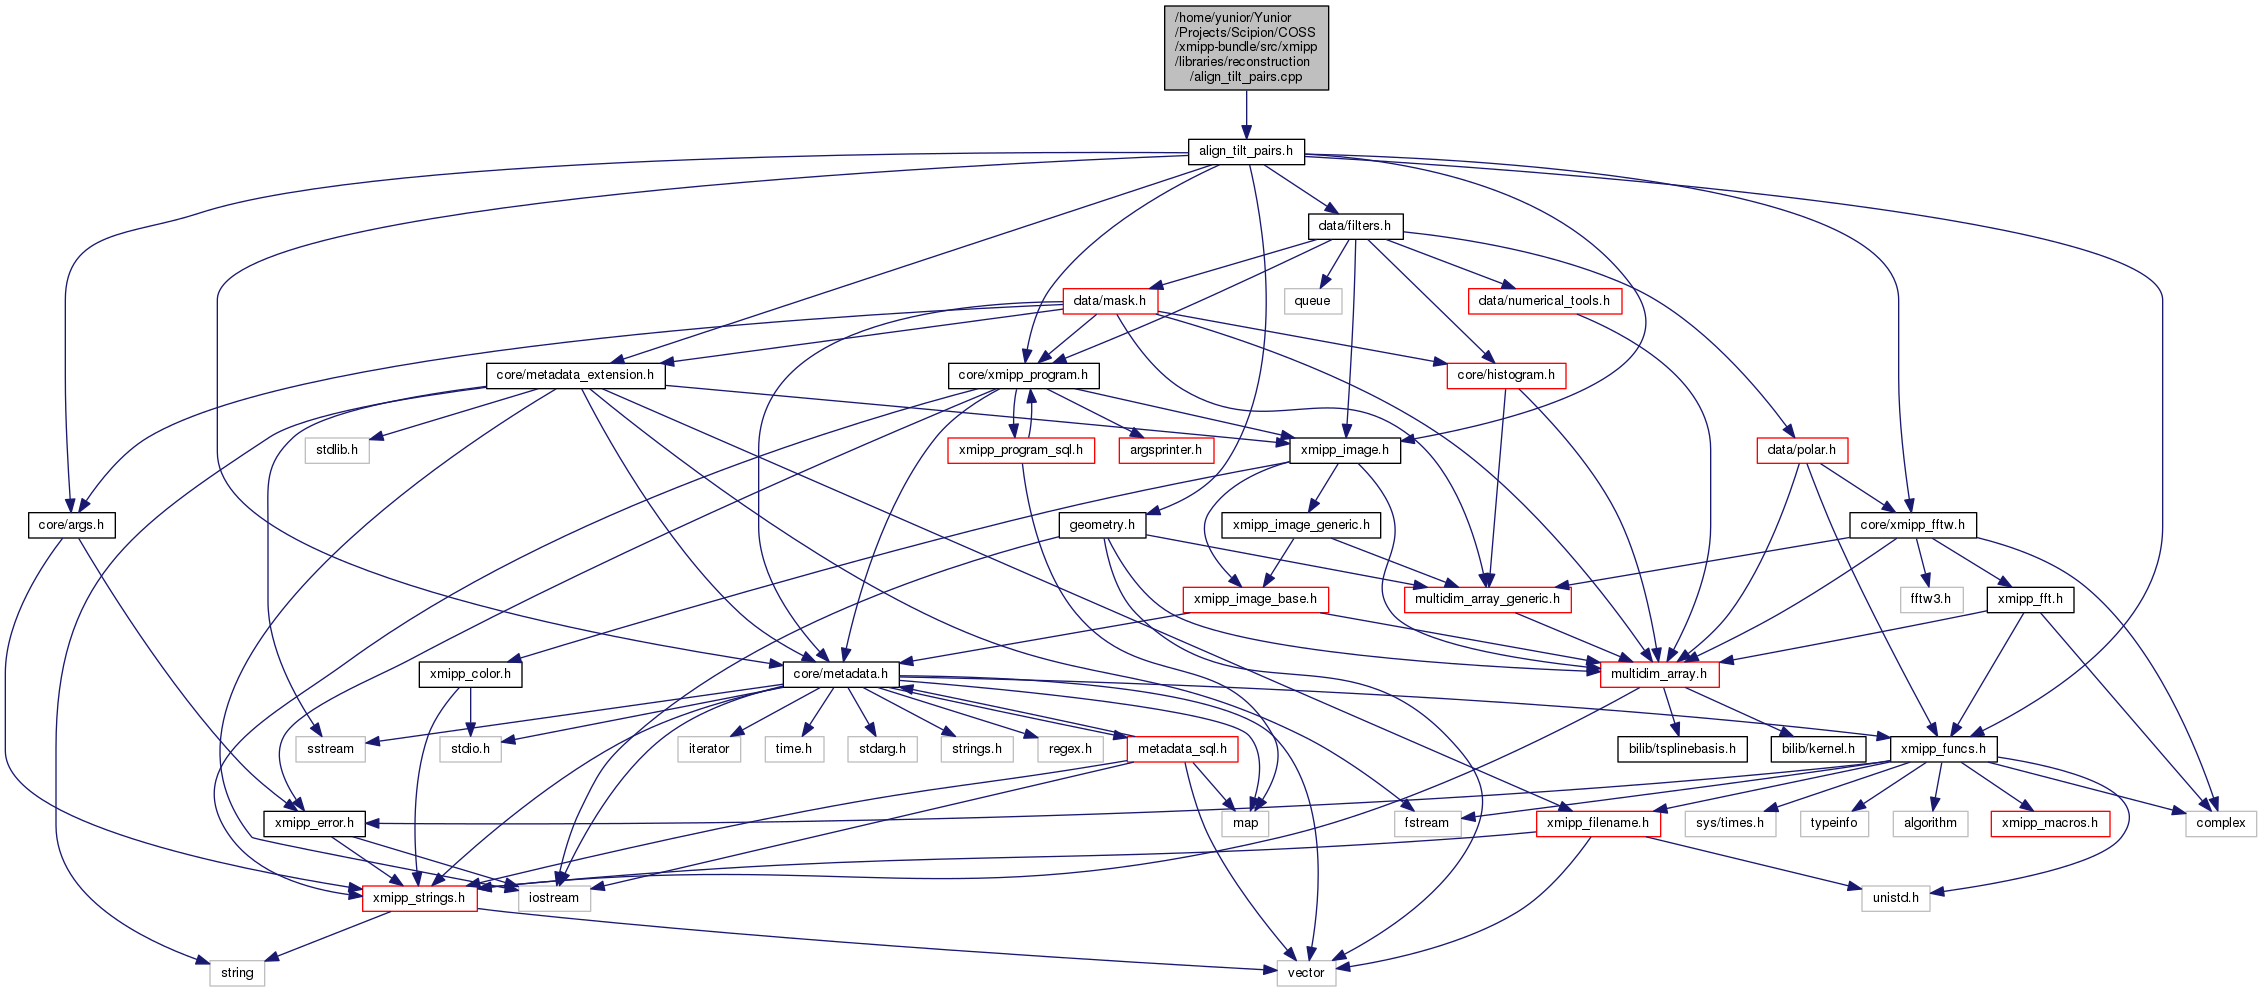 /home/yunior/Yunior
/Projects/Scipion/COSS
/xmipp-bundle/src/xmipp
/libraries/reconstruction
/align_tilt_pairs.cpp
align_tilt_pairs.h
data/filters.h
data/mask.h
queue
data/numerical_tools.h
core/metadata_extension.h
core/xmipp_program.h
core/histogram.h
stdlib.h
xmipp_program_sql.h
argsprinter.h
xmipp_image.h
data/polar.h
core/args.h
geometry.h
xmipp_image_generic.h
core/xmipp_fftw.h
xmipp_image_base.h
multidim_array_generic.h
fftw3.h
xmipp_fft.h
xmipp_color.h
core/metadata.h
multidim_array.h
sstream
stdio.h
iterator
time.h
stdarg.h
strings.h
regex.h
metadata_sql.h
bilib/tsplinebasis.h
bilib/kernel.h
xmipp_funcs.h
xmipp_error.h
map
fstream
xmipp_filename.h
sys/times.h
typeinfo
algorithm
xmipp_macros.h
complex
xmipp_strings.h
iostream
unistd.h
string
vector